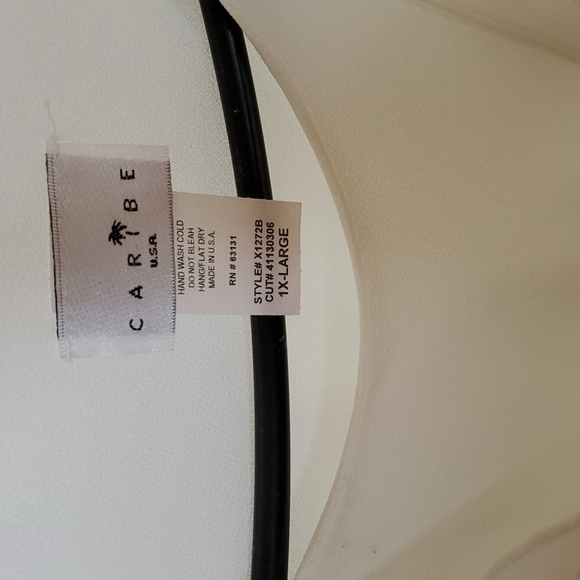 CARIBE
U.S.A.
HAND WASH COLD
DO NOT BLEAH
HANG/FLAT DRY
MADE IN U.S.A.
RN # 63131
STYLE# X1272B
CUT# 41130306
1X-LARGE